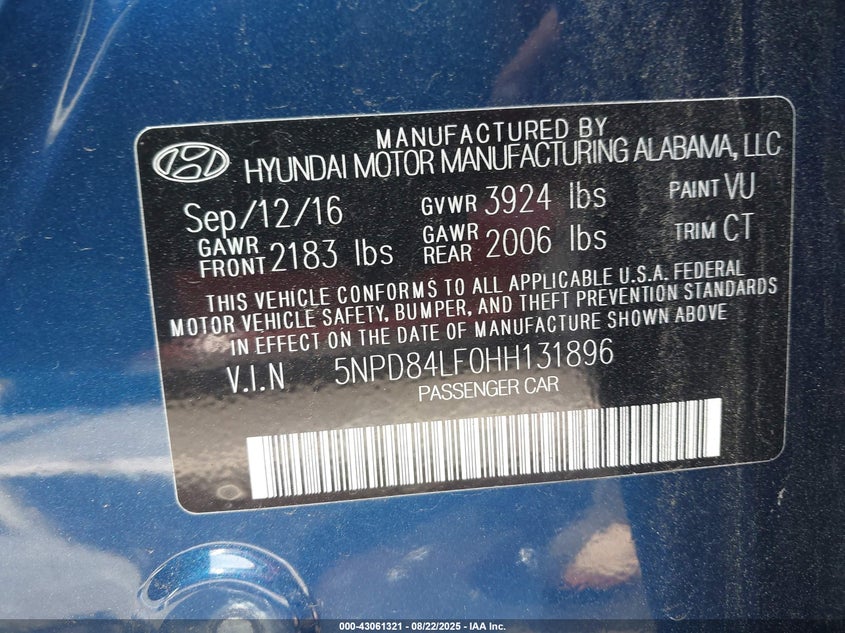 MANUFACTURED BY
HYUNDAI MOTOR MANUFACTURING ALABAMA, LLC
Sep/12/16 GVWR 3924 lbs PAINT VU
GAWR FRONT 2183 lbs GAWR REAR 2006 lbs TRIM CT
THIS VEHICLE CONFORMS TO ALL APPLICABLE U.S.A. FEDERAL
MOTOR VEHICLE SAFETY, BUMPER, AND THEFT PREVENTION STANDARDS
IN EFFECT ON THE DATE OF MANUFACTURE SHOWN ABOVE
V.I.N 5NPD84LF0HH131896
PASSENGER CAR
000-43061321 - 08/22/2025 - IAA Inc.